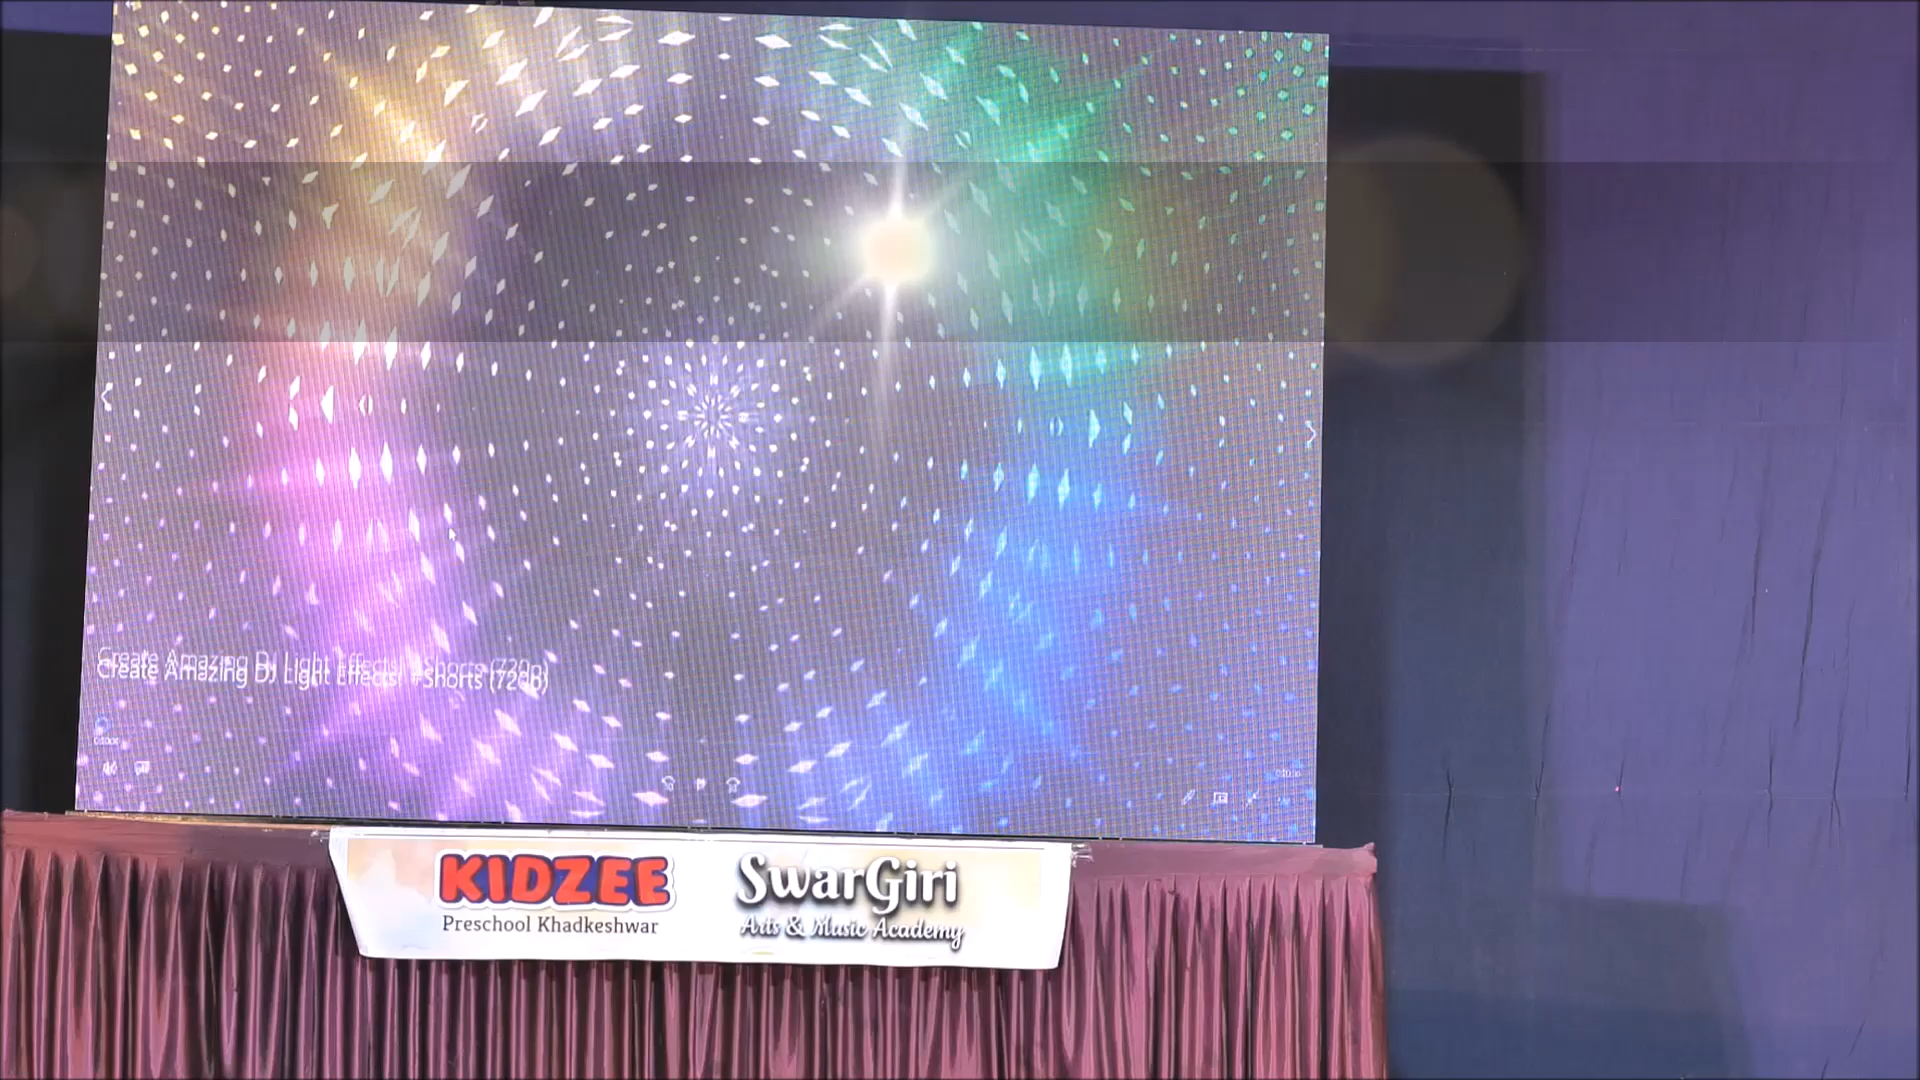 Create Amazing DJ Light Effects! #Shorts (720p)
KIDZEE
Preschool Khadkeshwar
SwarGiri
Arts & Music Academy